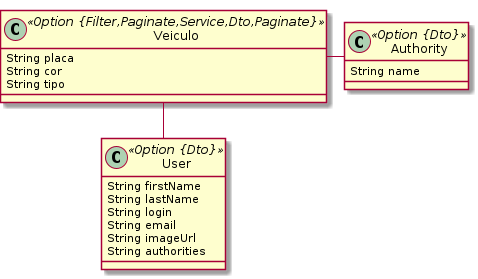 C «Option {Filter,Paginate,Service,Dto,Paginate}»
Veiculo
String placa
String cor
String tipo
C «Option {Dto}»
Authority
String name
C «Option {Dto}»
User
String firstName
String lastName
String login
String email
String imageUrl
String authorities